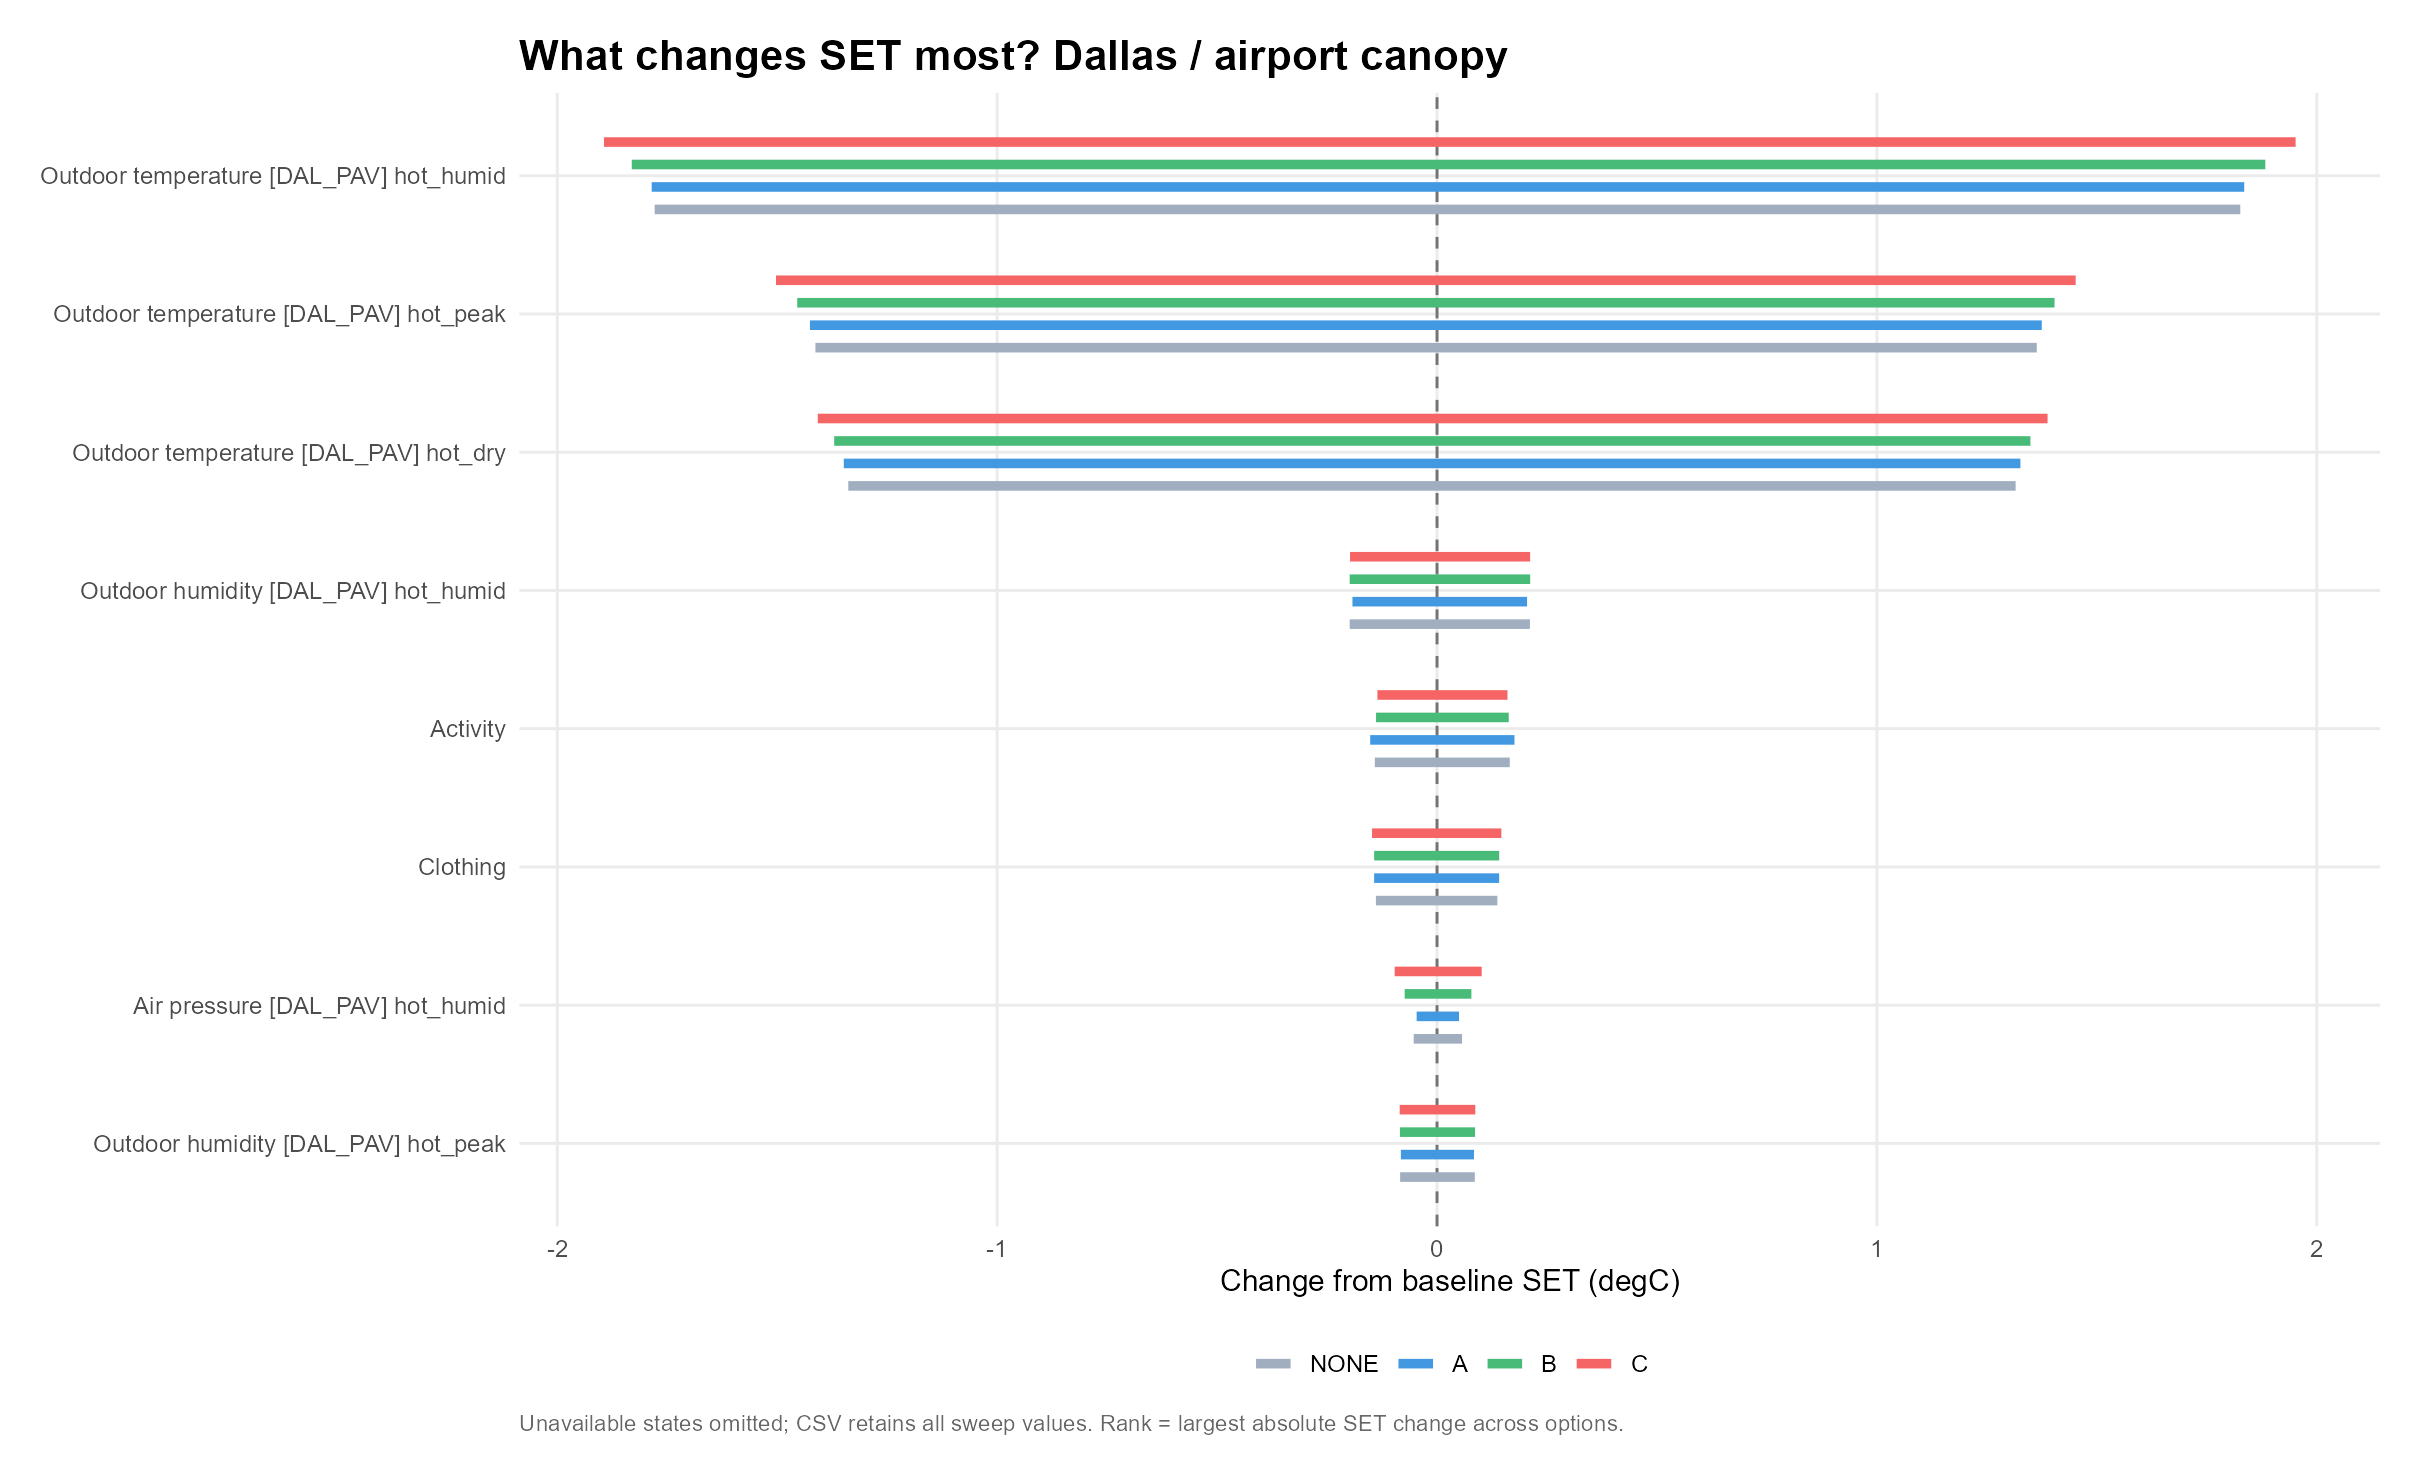 What changes SET most? Dallas / airport canopy
Outdoor temperature [DAL_PAV] hot_humid
Outdoor temperature [DAL_PAV] hot_peak
Outdoor temperature [DAL_PAV] hot_dry
Outdoor humidity [DAL_PAV] hot_humid
Activity
Clothing
Air pressure [DAL_PAV] hot_humid
Outdoor humidity [DAL_PAV] hot_peak
-2 -1 0 1 2
Change from baseline SET (degC)
NONE A B C
Unavailable states omitted; CSV retains all sweep values. Rank = largest absolute SET change across options.